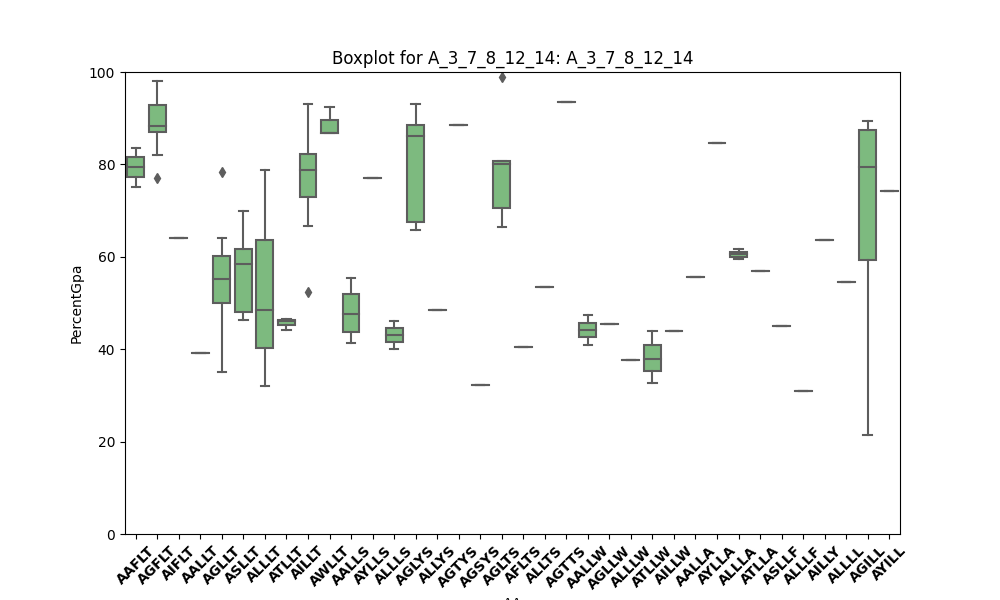 Boxplot for A_3_7_8_12_14: A_3_7_8_12_14
100
80
60
40
20
0
PercentGpa
AAFLT
AGFLT
AIFLT
AALLT
AGLLT
ASLLT
ALLLT
ATLLT
AILLT
AWLLT
AALLS
AYLLS
ALLLS
AGLYS
ALLYS
AGTYS
AGSYS
AGLTS
AFLTS
ALLTS
AGTTS
AALLW
AGLLW
ALLLW
ATLLW
AILLW
AALLA
AYLLA
ALLLA
ATLLA
ASLLF
ALLLF
AILLY
ALLLL
AGILL
AYILL